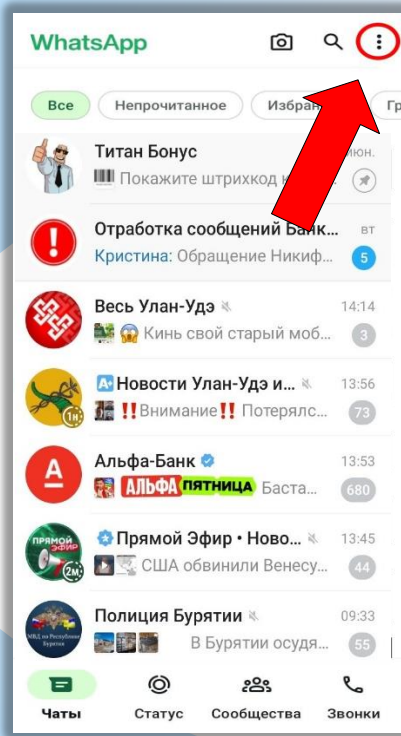 WhatsApp
Все Непрочитанное Избран Гр
Титан Бонус июн.
Покажите штрихкод
Отработка сообщений Банк... вт
Кристина: Обращение Никиф... 5
Весь Улан-Удэ 14:14
😱 Кинь свой старый моб... 3
А+ Новости Улан-Удэ и... 13:56
1н
‼️Внимание‼️ Потерялс... 73
Альфа-Банк 13:53
А
АЛЬФА ПЯТНИЦА Баста... 680
Прямой Эфир • Ново... 13:45
ПРЯМОЙ ЭФИР
2м
США обвинили Венесу... 44
Полиция Бурятии 09:33
МВД по Республике Бурятия
В Бурятии осудя... 55
Чаты Статус Сообщества Звонки